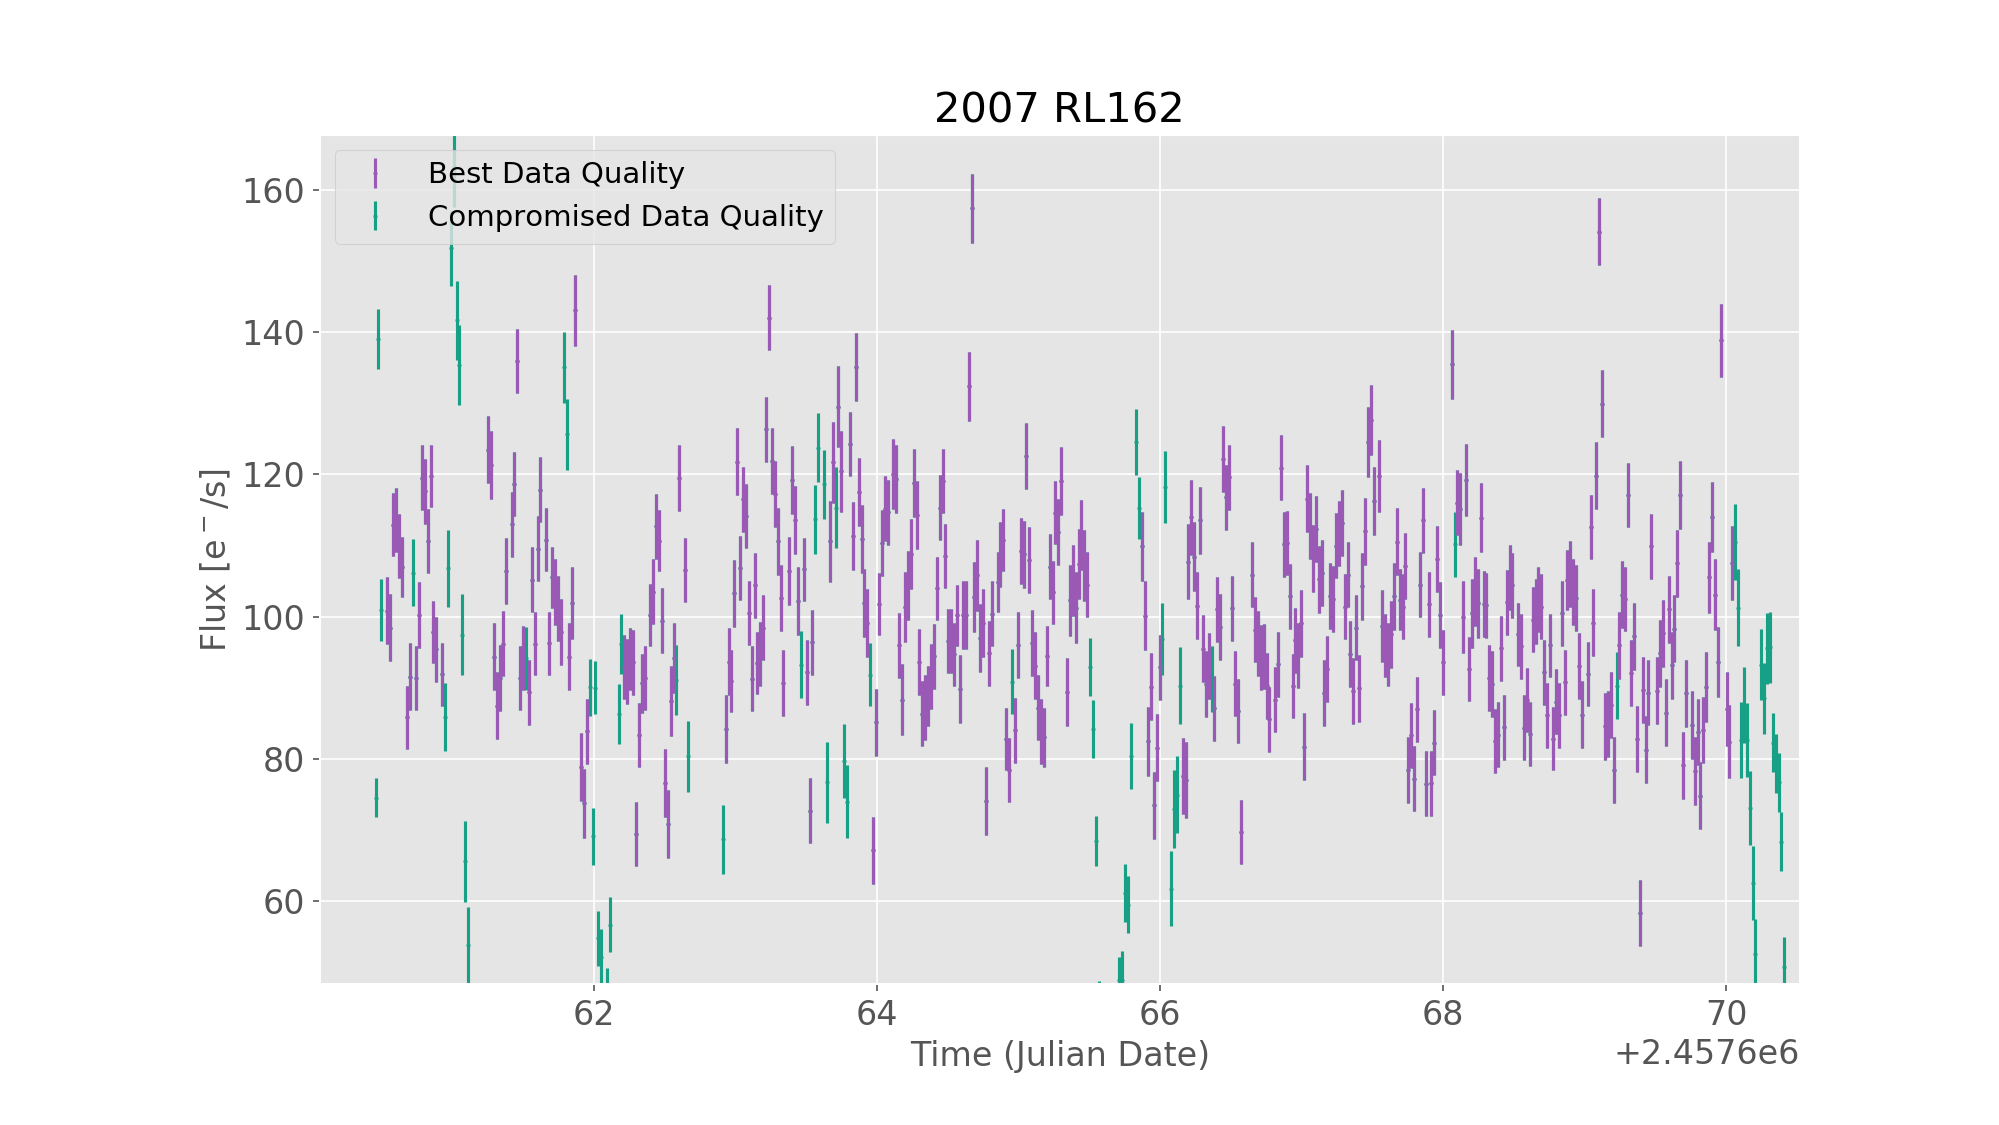 2007 RL162
Best Data Quality
Compromised Data Quality
160
140
120
100
80
60
Flux [e⁻/s]
62
64
66
68
70
Time (Julian Date)
+2.4576e6